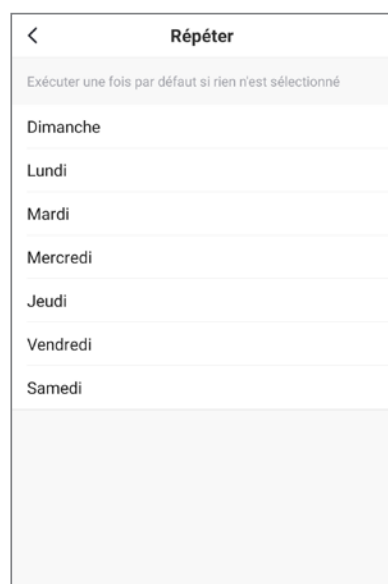 Répéter
Exécuter une fois par défaut si rien n'est sélectionné
Dimanche
Lundi
Mardi
Mercredi
Jeudi
Vendredi
Samedi